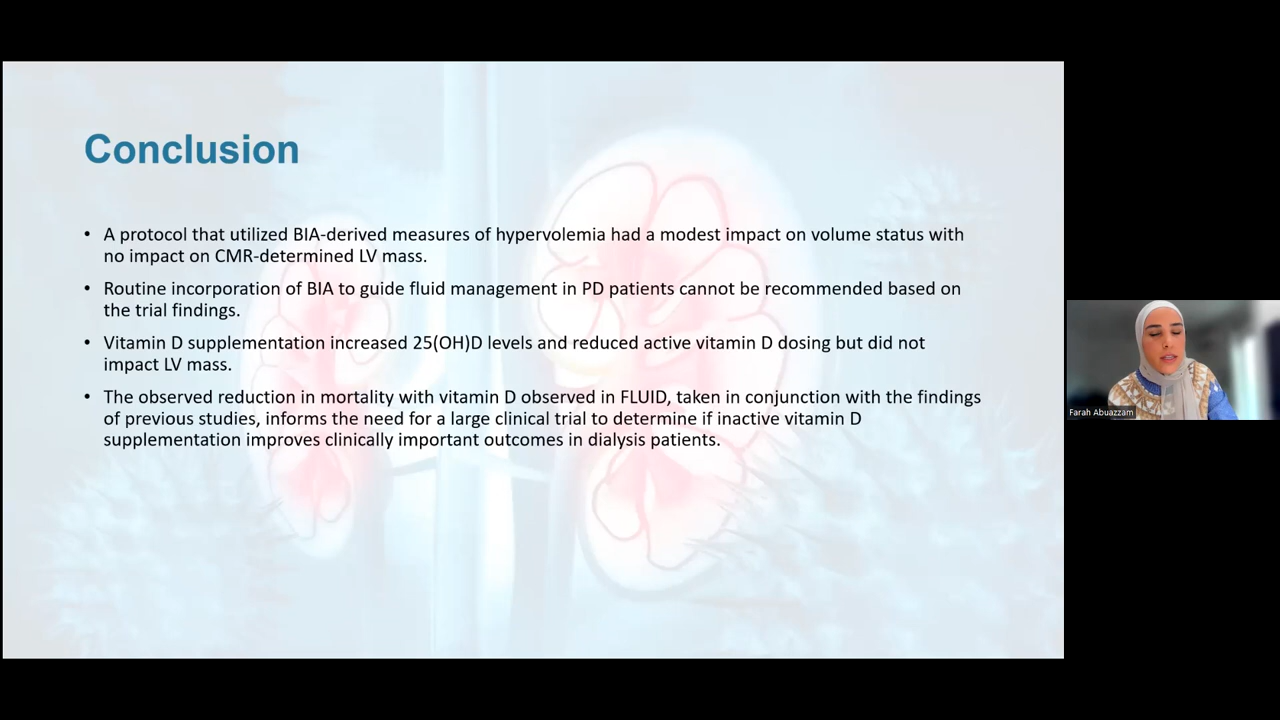 Conclusion
• A protocol that utilized BIA-derived measures of hypervolemia had a modest impact on volume status with
no impact on CMR-determined LV mass.
• Routine incorporation of BIA to guide fluid management in PD patients cannot be recommended based on
the trial findings.
• Vitamin D supplementation increased 25(OH)D levels and reduced active vitamin D dosing but did not
impact LV mass.
• The observed reduction in mortality with vitamin D observed in FLUID, taken in conjunction with the findings
of previous studies, informs the need for a large clinical trial to determine if inactive vitamin D
supplementation improves clinically important outcomes in dialysis patients.
Farah Abuazzam